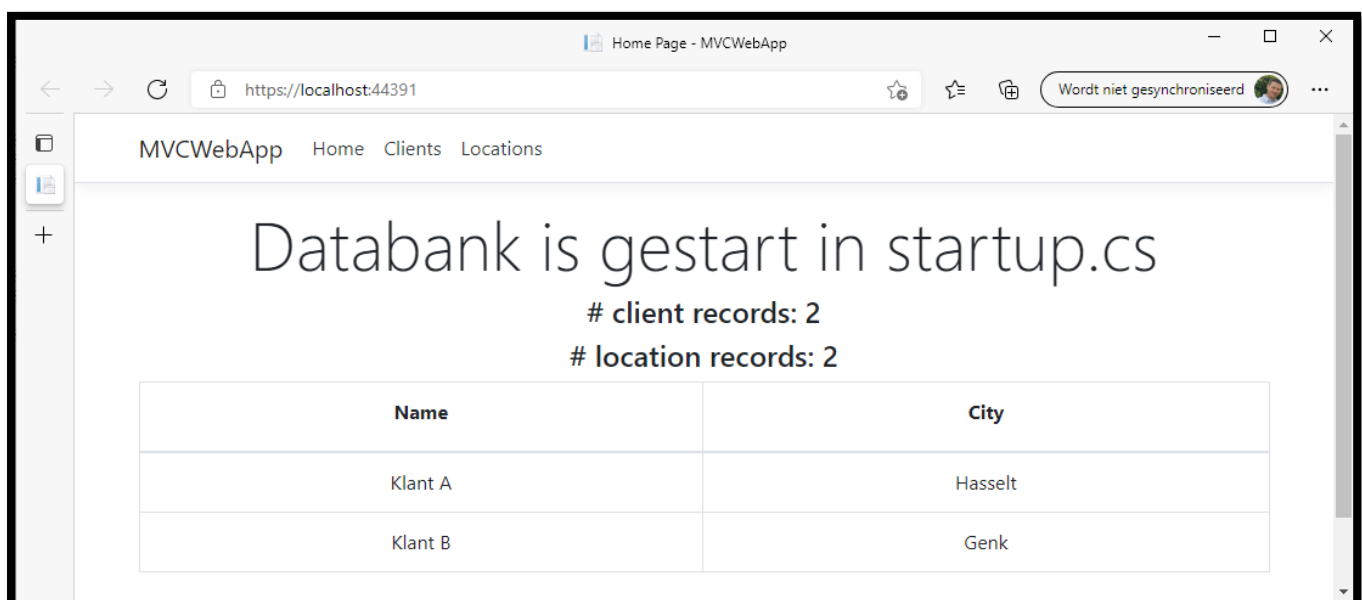 Home Page - MVCWebApp
https://localhost:44391
Wordt niet gesynchroniseerd
MVCWebApp Home Clients Locations
Databank is gestart in startup.cs
# client records: 2
# location records: 2
Name City
Klant A Hasselt
Klant B Genk